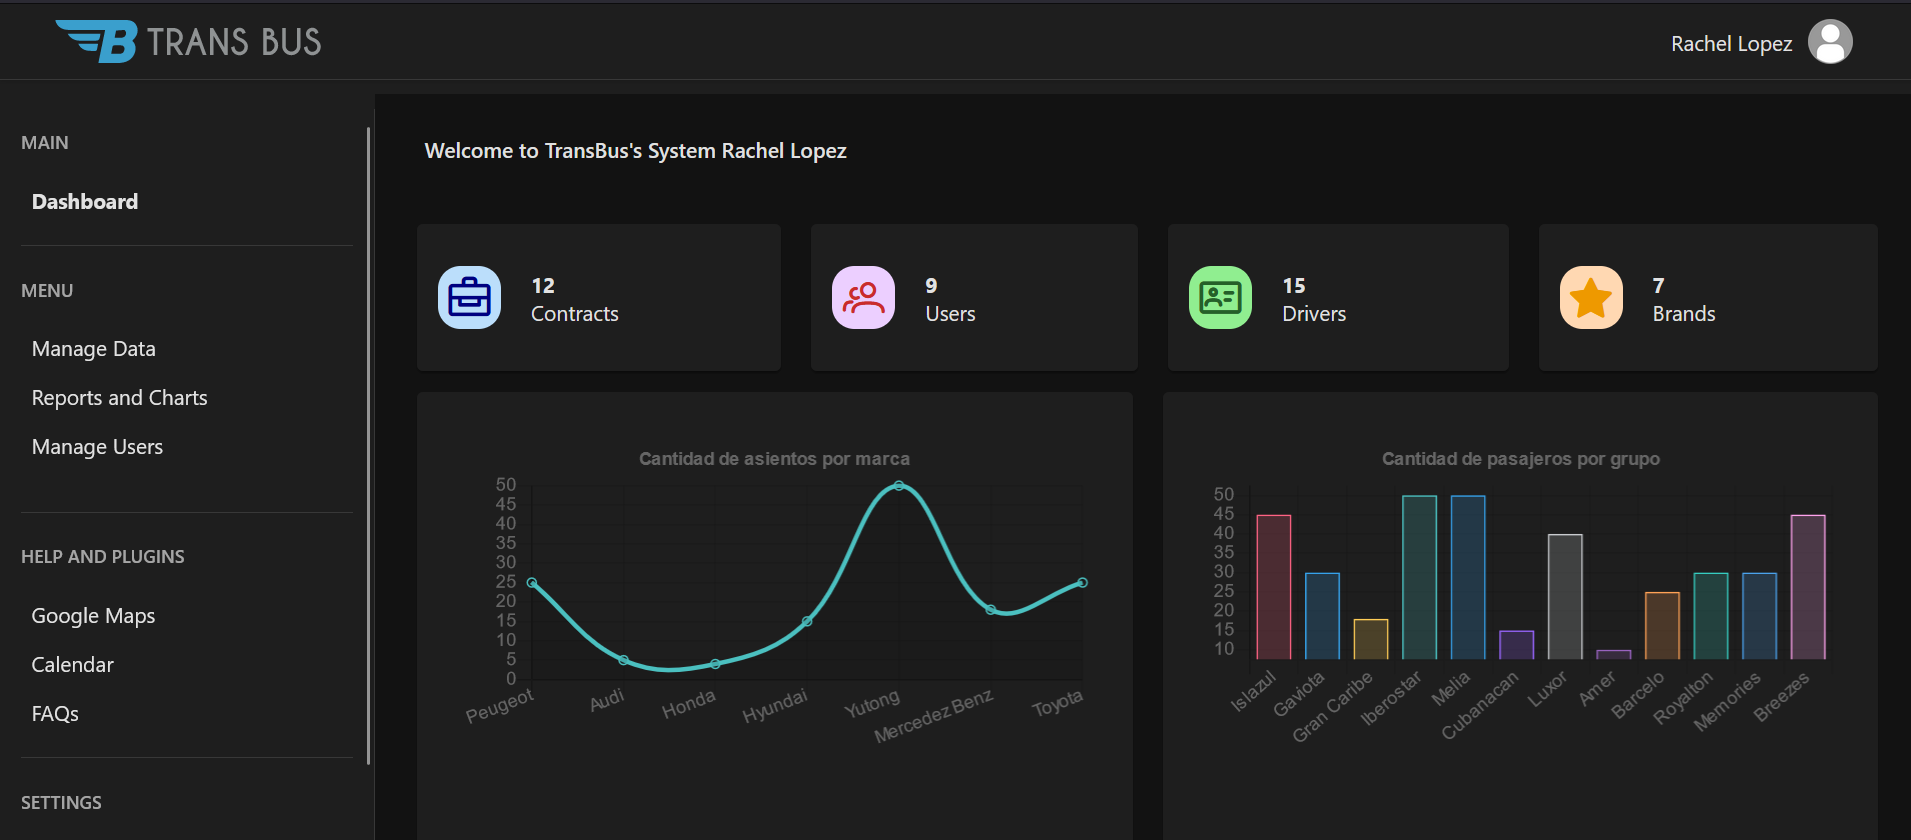 B TRANS BUS
Rachel Lopez
MAIN
Dashboard
MENU
Manage Data
Reports and Charts
Manage Users
HELP AND PLUGINS
Google Maps
Calendar
FAQs
SETTINGS
Welcome to TransBus's System Rachel Lopez
12
Contracts
9
Users
15
Drivers
7
Brands
Cantidad de asientos por marca
50
45
40
35
30
25
20
15
10
5
0
Peugeot
Audi
Honda
Hyundai
Yutong
Mercedez Benz
Toyota
Cantidad de pasajeros por grupo
50
45
40
35
30
25
20
15
10
Islazul
Gaviota
Gran Caribe
Iberostar
Melia
Cubanacan
Luxor
Amer
Barcelo
Royalton
Memories
Breezes